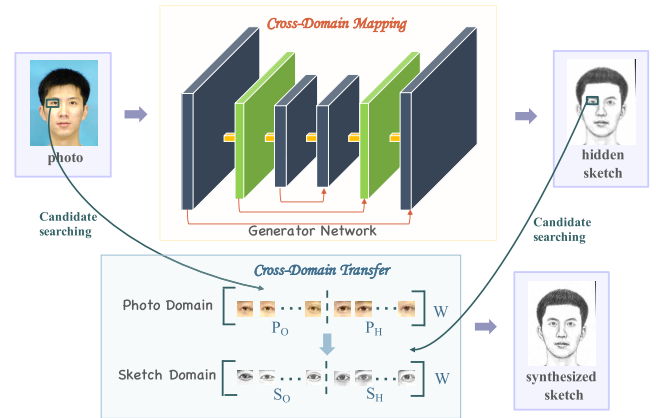 Cross-Domain Mapping
photo
hidden
sketch
Generator Network
Candidate
searching
Candidate
searching
Cross-Domain Transfer
Photo Domain
W
P_O
P_H
Sketch Domain
W
S_O
S_H
synthesized
sketch